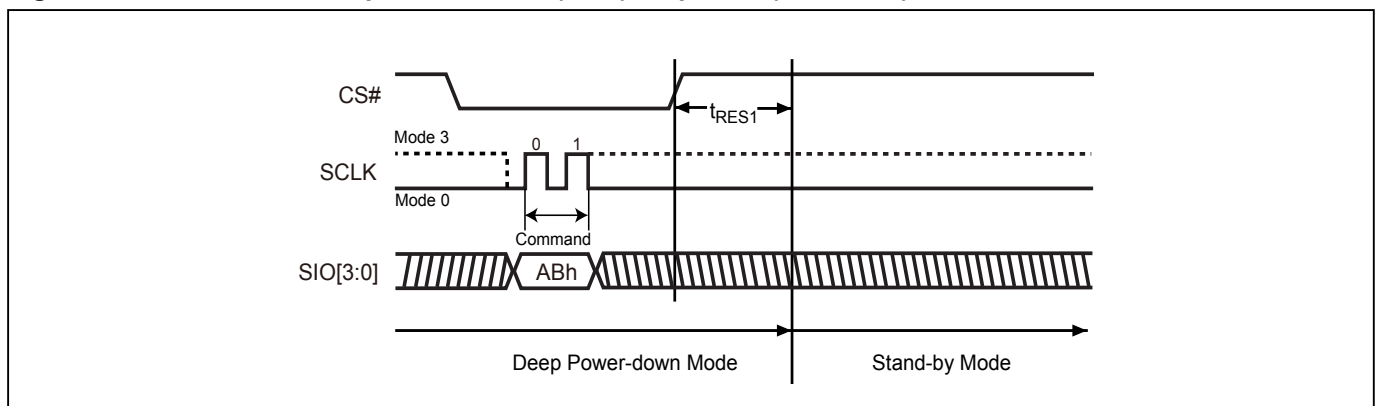 CS#
tRES1
Mode 3
0 1
SCLK
Mode 0
Command
SIO[3:0]
ABh
Deep Power-down Mode
Stand-by Mode